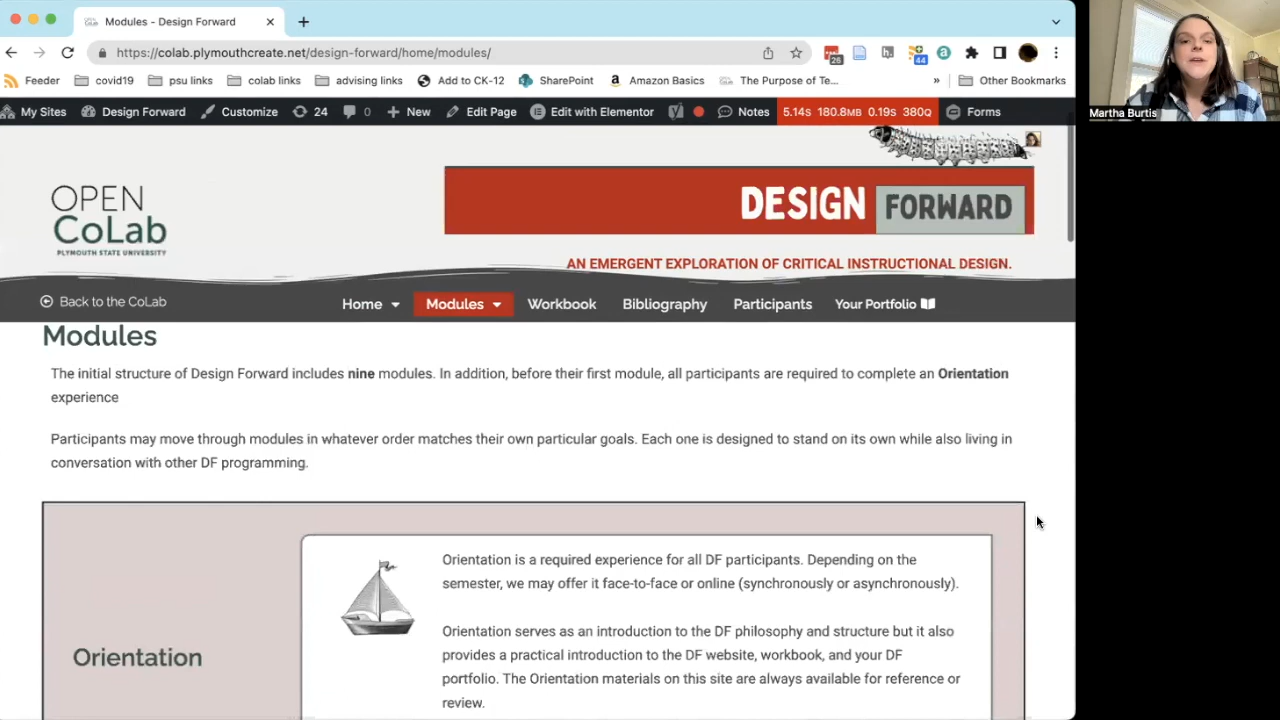 Modules - Design Forward
https://colab.plymouthcreate.net/design-forward/home/modules/
26
44
Feeder
covid19
psu links
colab links
advising links
Add to CK-12
SharePoint
Amazon Basics
The Purpose of Te...
»
Other Bookmarks
My Sites
Design Forward
Customize
24
0
New
Edit Page
Edit with Elementor
Notes
5.14S 180.8MB 0.19S 380Q
Forms
Martha Burtis
OPEN
CoLab
PLYMOUTH STATE UNIVERSITY
DESIGN FORWARD
AN EMERGENT EXPLORATION OF CRITICAL INSTRUCTIONAL DESIGN.
Back to the CoLab
Home
Modules
Workbook
Bibliography
Participants
Your Portfolio
Modules
The initial structure of Design Forward includes nine modules. In addition, before their first module, all participants are required to complete an Orientation
experience
Participants may move through modules in whatever order matches their own particular goals. Each one is designed to stand on its own while also living in
conversation with other DF programming.
Orientation
Orientation is a required experience for all DF participants. Depending on the
semester, we may offer it face-to-face or online (synchronously or asynchronously).
Orientation serves as an introduction to the DF philosophy and structure but it also
provides a practical introduction to the DF website, workbook, and your DF
portfolio. The Orientation materials on this site are always available for reference or
review.